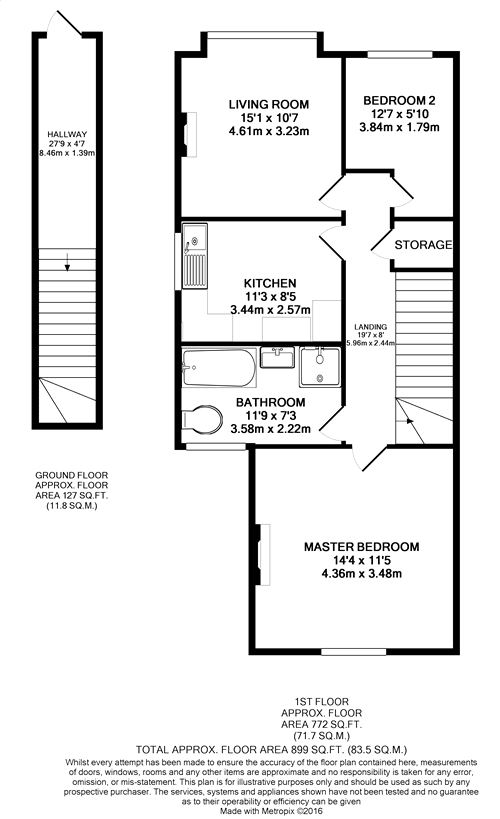 HALLWAY
27'9 x 4'7
8.46m x 1.39m
GROUND FLOOR
APPROX. FLOOR
AREA 127 SQ.FT.
(11.8 SQ.M.)
LIVING ROOM
15'1 x 10'7
4.61m x 3.23m
BEDROOM 2
12'7 x 5'10
3.84m x 1.79m
STORAGE
KITCHEN
11'3 x 8'5
3.44m x 2.57m
LANDING
19'7 x 8'
5.96m x 2.44m
BATHROOM
11'9 x 7'3
3.58m x 2.22m
MASTER BEDROOM
14'4 x 11'5
4.36m x 3.48m
1ST FLOOR
APPROX. FLOOR
AREA 772 SQ.FT.
(71.7 SQ.M.)
TOTAL APPROX. FLOOR AREA 899 SQ.FT. (83.5 SQ.M.)
Whilst every attempt has been made to ensure the accuracy of the floor plan contained here, measurements
of doors, windows, rooms and any other items are approximate and no responsibility is taken for any error,
omission, or mis-statement. This plan is for illustrative purposes only and should be used as such by any
prospective purchaser. The services, systems and appliances shown have not been tested and no guarantee
as to their operability or efficiency can be given
Made with Metropix ©2016